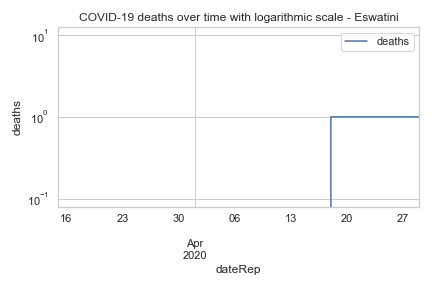 COVID-19 deaths over time with logarithmic scale - Eswatini
deaths
deaths
10¹
10⁰
10⁻¹
16 23 30 06 13 20 27
Apr
2020
dateRep